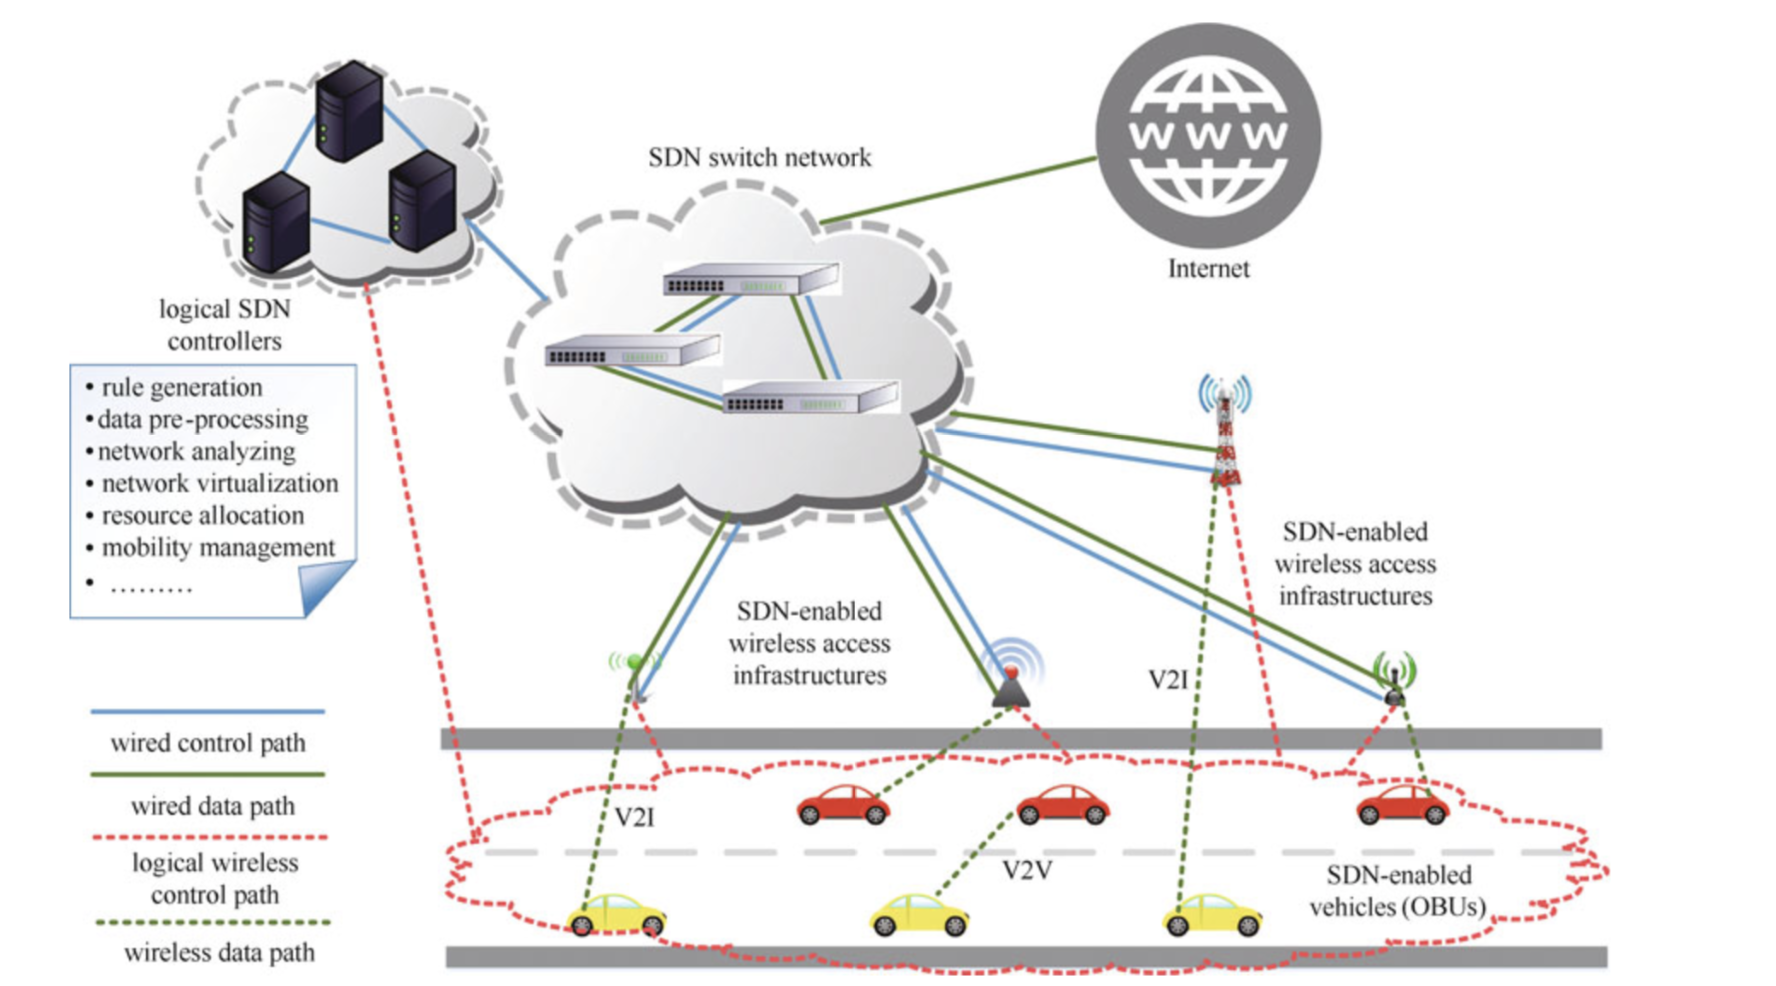 SDN switch network
WWW
Internet
logical SDN
controllers
• rule generation
• data pre-processing
• network analyzing
• network virtualization
• resource allocation
• mobility management
• .........
SDN-enabled
wireless access
infrastructures
SDN-enabled
wireless access
infrastructures
V2I
wired control path
wired data path
logical wireless
control path
wireless data path
V2I
V2V
SDN-enabled
vehicles (OBUs)